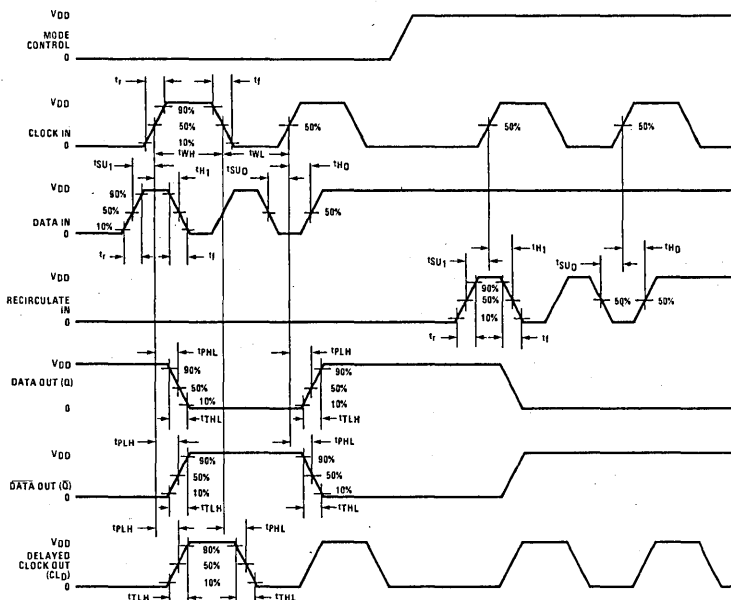 VDD
MODE
CONTROL
0
tr
tf
VDD
90%
CLOCK IN
50%
50%
50%
50%
10%
0
tWH
tWL
tSU1
tH1
tSU0
tH0
VDD
90%
DATA IN
50%
50%
10%
0
tr
tf
tSU1
tH1
tSU0
tH0
VDD
90%
RECIRCULATE
IN
50%
50%
50%
10%
0
tr
tf
tPHL
tPLH
VDD
90%
90%
DATA OUT (Q)
50%
50%
0
10%
10%
tTHL
tTLH
tPLH
tPHL
VDD
90%
90%
DATA OUT (Q̅)
50%
50%
0
10%
10%
tTLH
tTHL
tPLH
tPHL
VDD
90%
DELAYED
CLOCK OUT
(CLD)
50%
10%
0
tTLH
tTHL